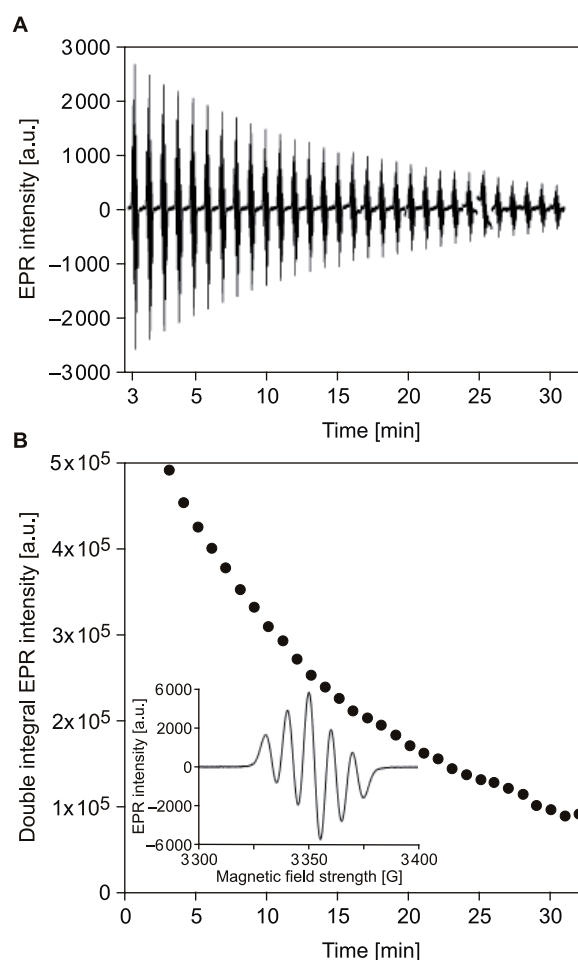 A
EPR intensity [a.u.]
3000
2000
1000
0
−1000
−2000
−3000
3 5 10 15 20 25 30
Time [min]
B
Double integral EPR intensity [a.u.]
5x10⁵
4x10⁵
3x10⁵
2x10⁵
1x10⁵
0
EPR intensity [a.u.]
6000
2000
0
−2000
−6000
3300 3350 3400
Magnetic field strength [G]
0 5 10 15 20 25 30
Time [min]